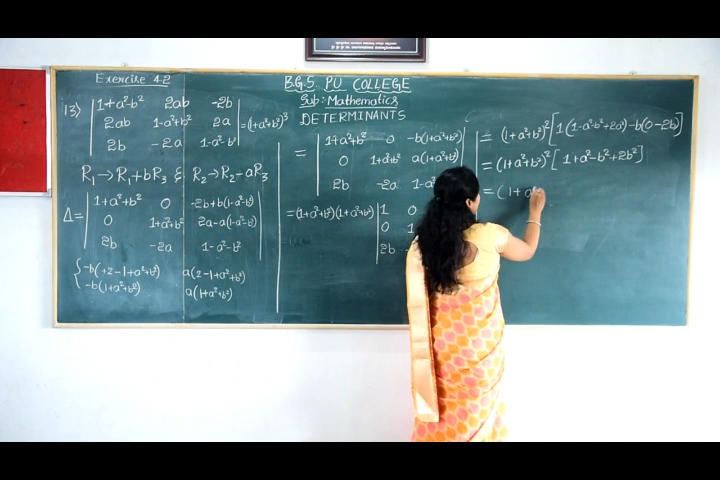 Exercise 4.2
B.G.S PU COLLEGE
Sub: Mathematics
DETERMINANTS
13) | 1+a²-b² 2ab -2b |
| 2ab 1-a²+b² 2a | = (1+a²+b²)³
| 2b -2a 1-a²-b² |
R₁→R₁+bR₃ & R₂→R₂-aR₃
| 1+a²+b² 0 -2b+b(1-a²-b²) |
Δ= | 0 1+a²+b² 2a-a(1-a²-b²) |
| 2b -2a 1-a²-b² |
{ -b(+2-1+a²+b²) a(2-1+a²+b²)
-b(1+a²+b²) a(1+a²+b²)
| 1+a²+b² 0 -b(1+a²+b²) |
= | 0 1+a²+b² a(1+a²+b²) |
| 2b -2a 1-a²
= (1+a²+b²)(1+a²+b²) | 1 0
| 0 1
| 2b
= (1+a²+b²)² [1(1-a²-b²+2a²)-b(0-2b)]
= (1+a²+b²)² [1+a²-b²+2b²]
= (1+a²